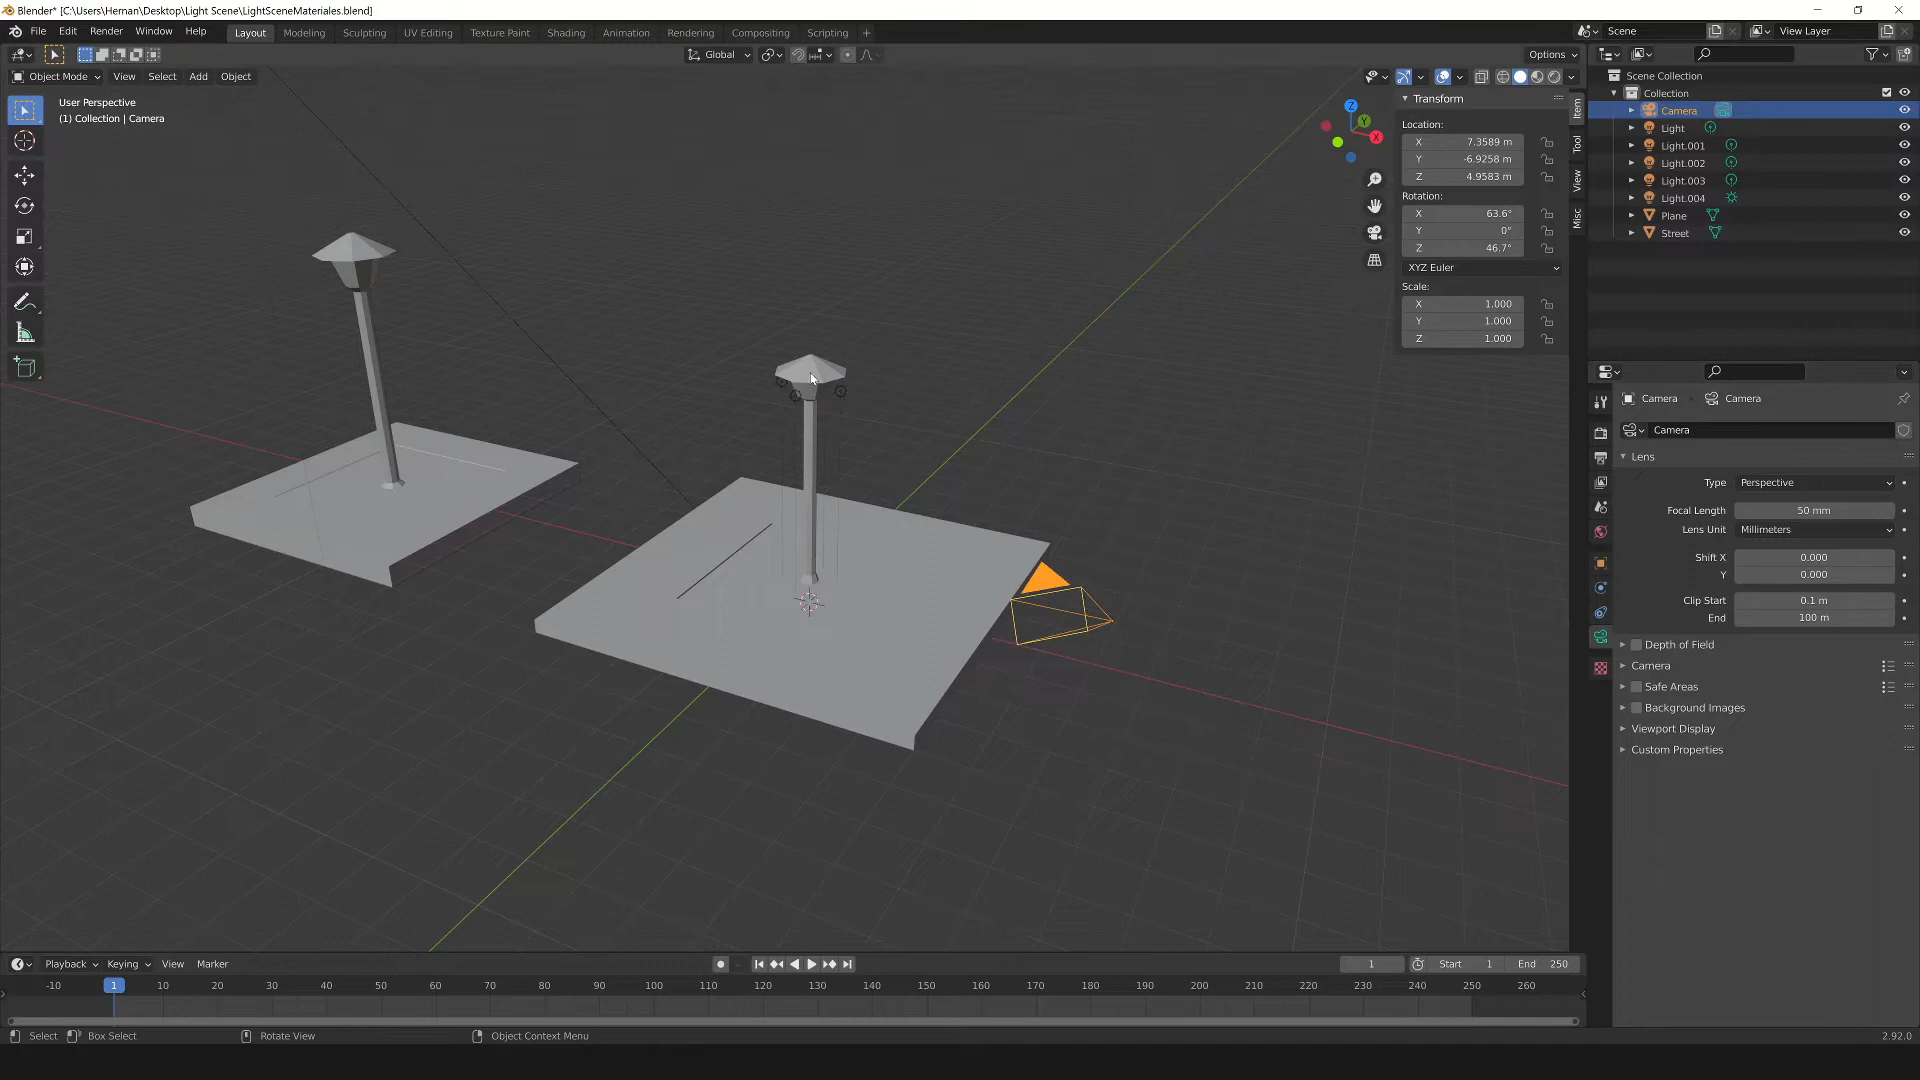 Blender* [C:\Users\Hernan\Desktop\Light Scene\LightSceneMateriales.blend]
File Edit Render Window Help Layout Modeling Sculpting UV Editing Texture Paint Shading Animation Rendering Compositing Scripting + Scene View Layer
Global Options
Object Mode View Select Add Object
User Perspective
(1) Collection | Camera
Z
Y
X
Transform
Location:
X 7.3589 m
Y -6.9258 m
Z 4.9583 m
Rotation:
X 63.6°
Y 0°
Z 46.7°
XYZ Euler
Scale:
X 1.000
Y 1.000
Z 1.000
Item
Tool
View
Misc
Scene Collection
Collection
Camera
Light
Light.001
Light.002
Light.003
Light.004
Plane
Street
Camera Camera
Camera
Lens
Type Perspective
Focal Length 50 mm
Lens Unit Millimeters
Shift X 0.000
Y 0.000
Clip Start 0.1 m
End 100 m
Depth of Field
Camera
Safe Areas
Background Images
Viewport Display
Custom Properties
Playback Keying View Marker 1 Start 1 End 250
-10 1 10 20 30 40 50 60 70 80 90 100 110 120 130 140 150 160 170 180 190 200 210 220 230 240 250 260
Select Box Select Rotate View Object Context Menu 2.92.0